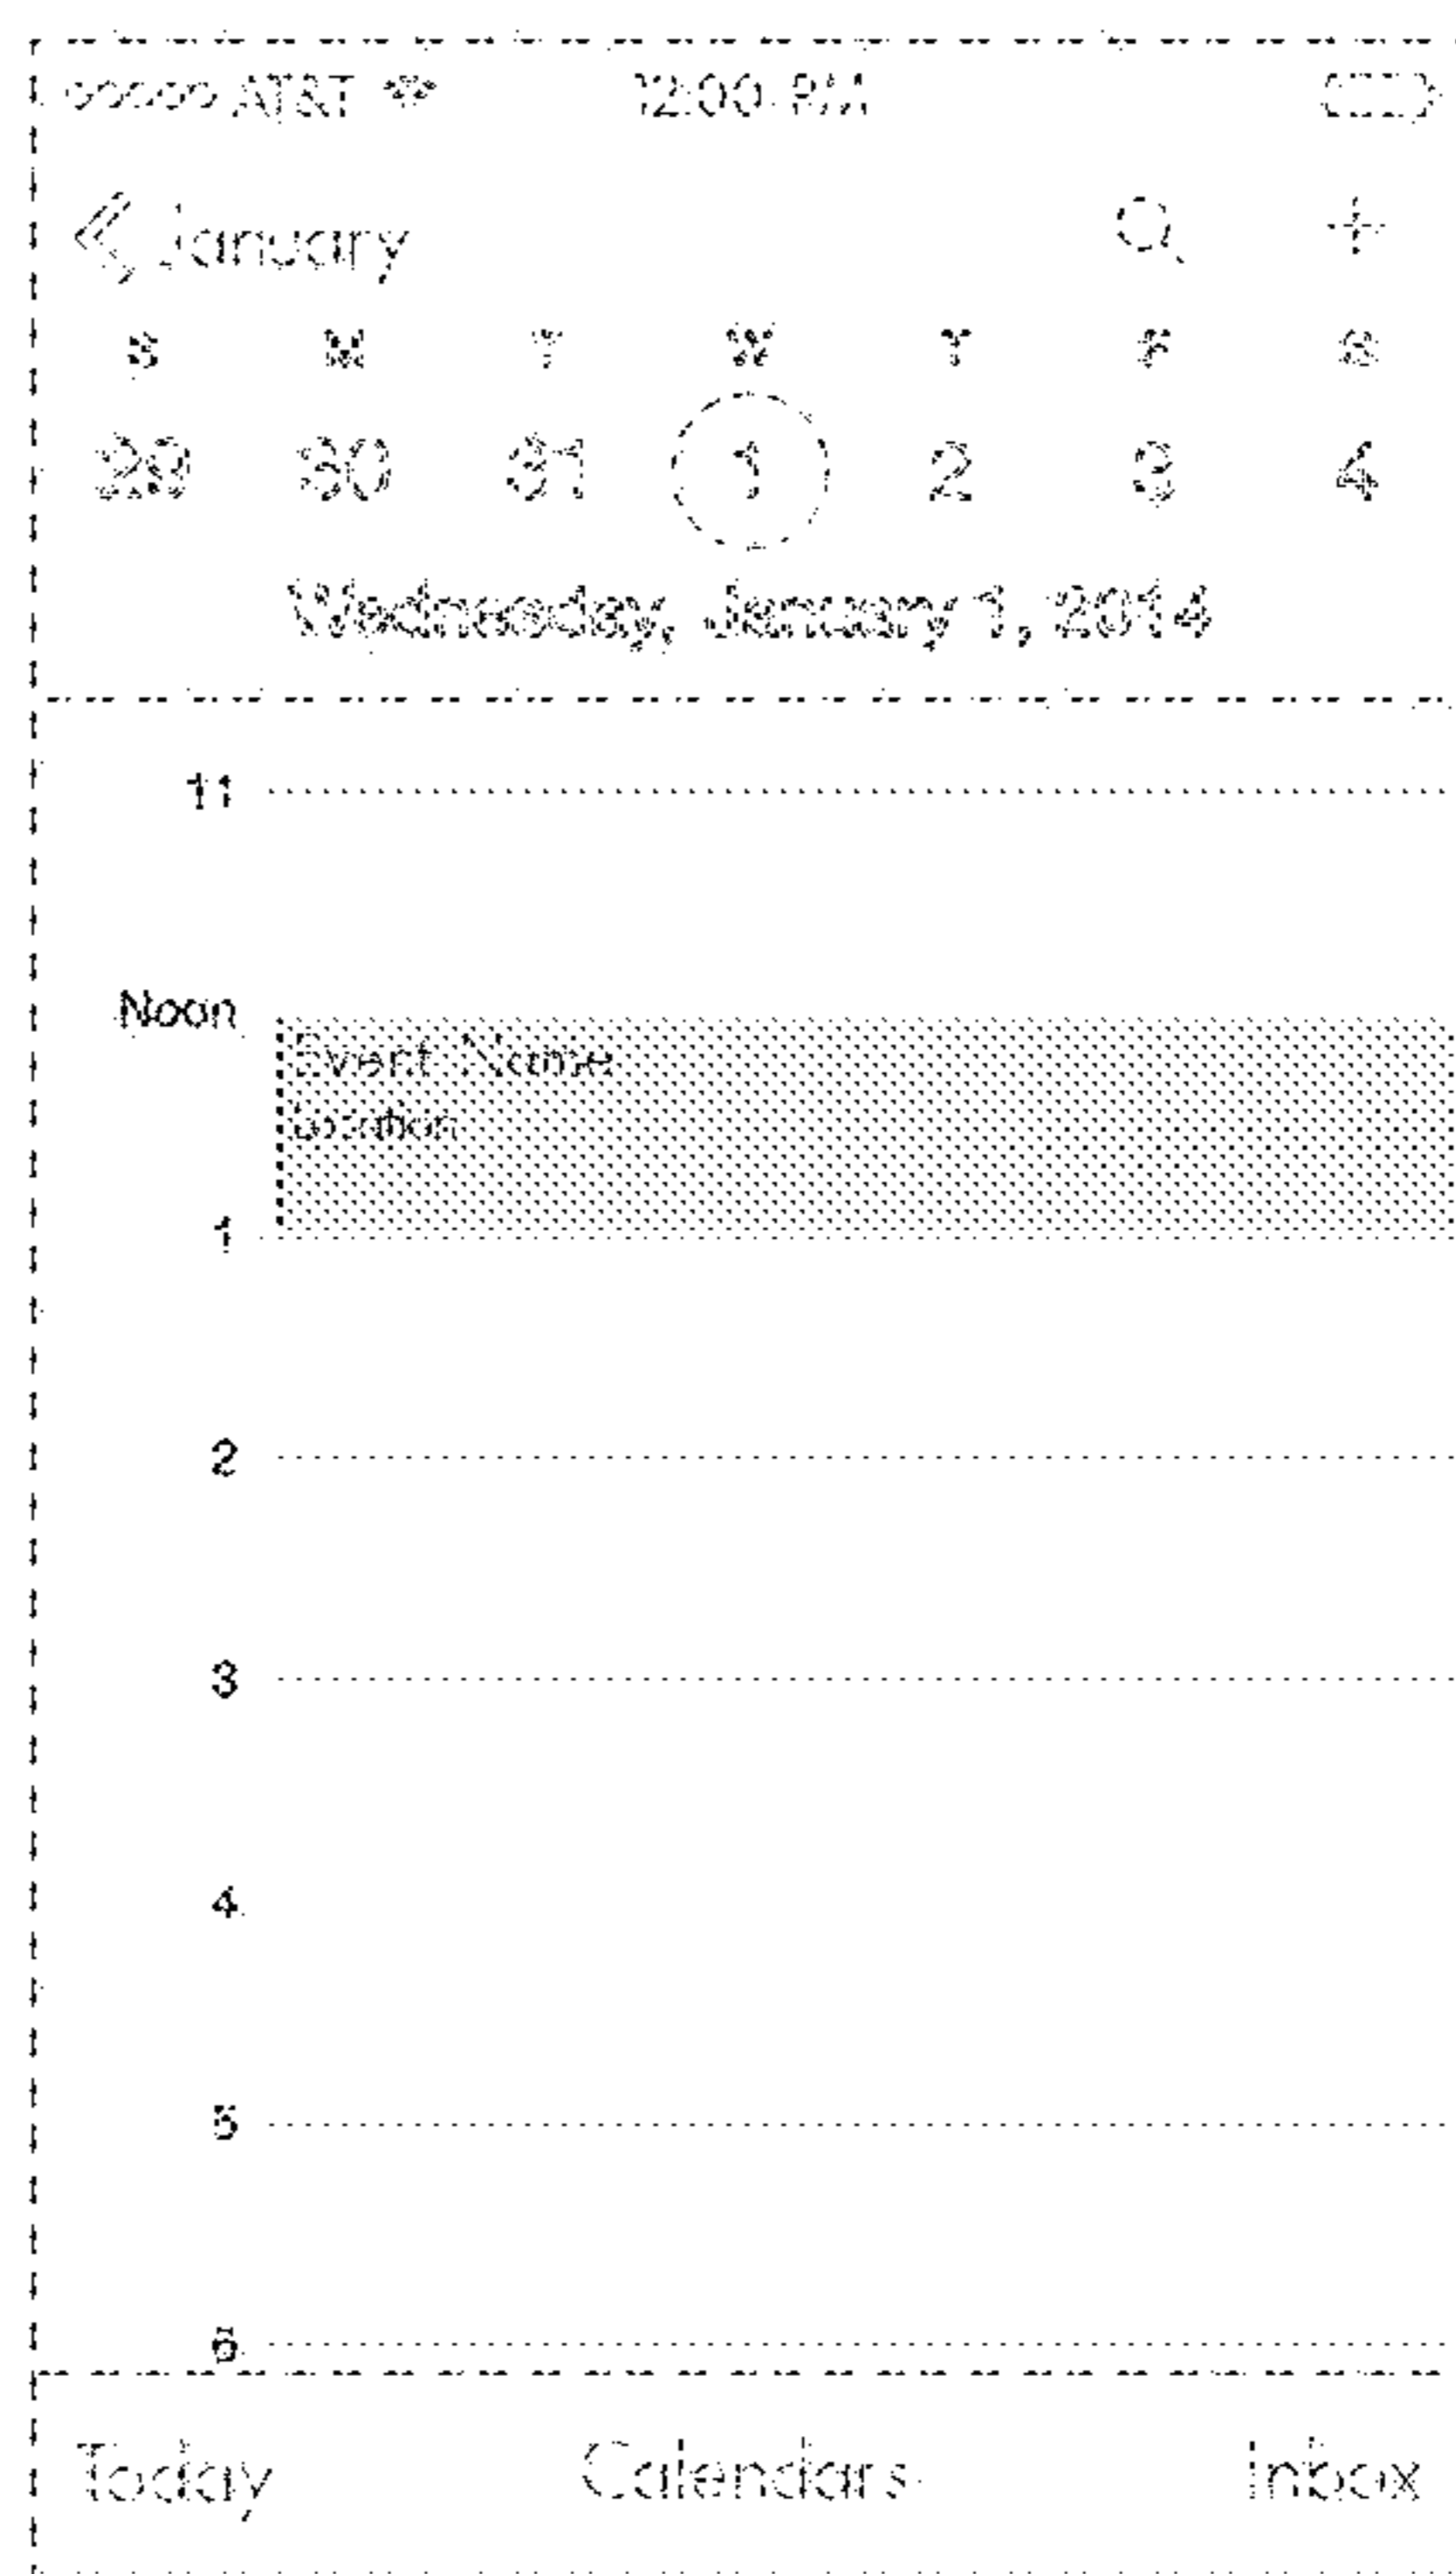 AT&T 12:00 PM
January
S M T W T F S
29 30 31 1 2 3 4
Wednesday, January 1, 2014
11
Noon
Event Name
Location
1
2
3
4
5
6
Today Calendars Inbox